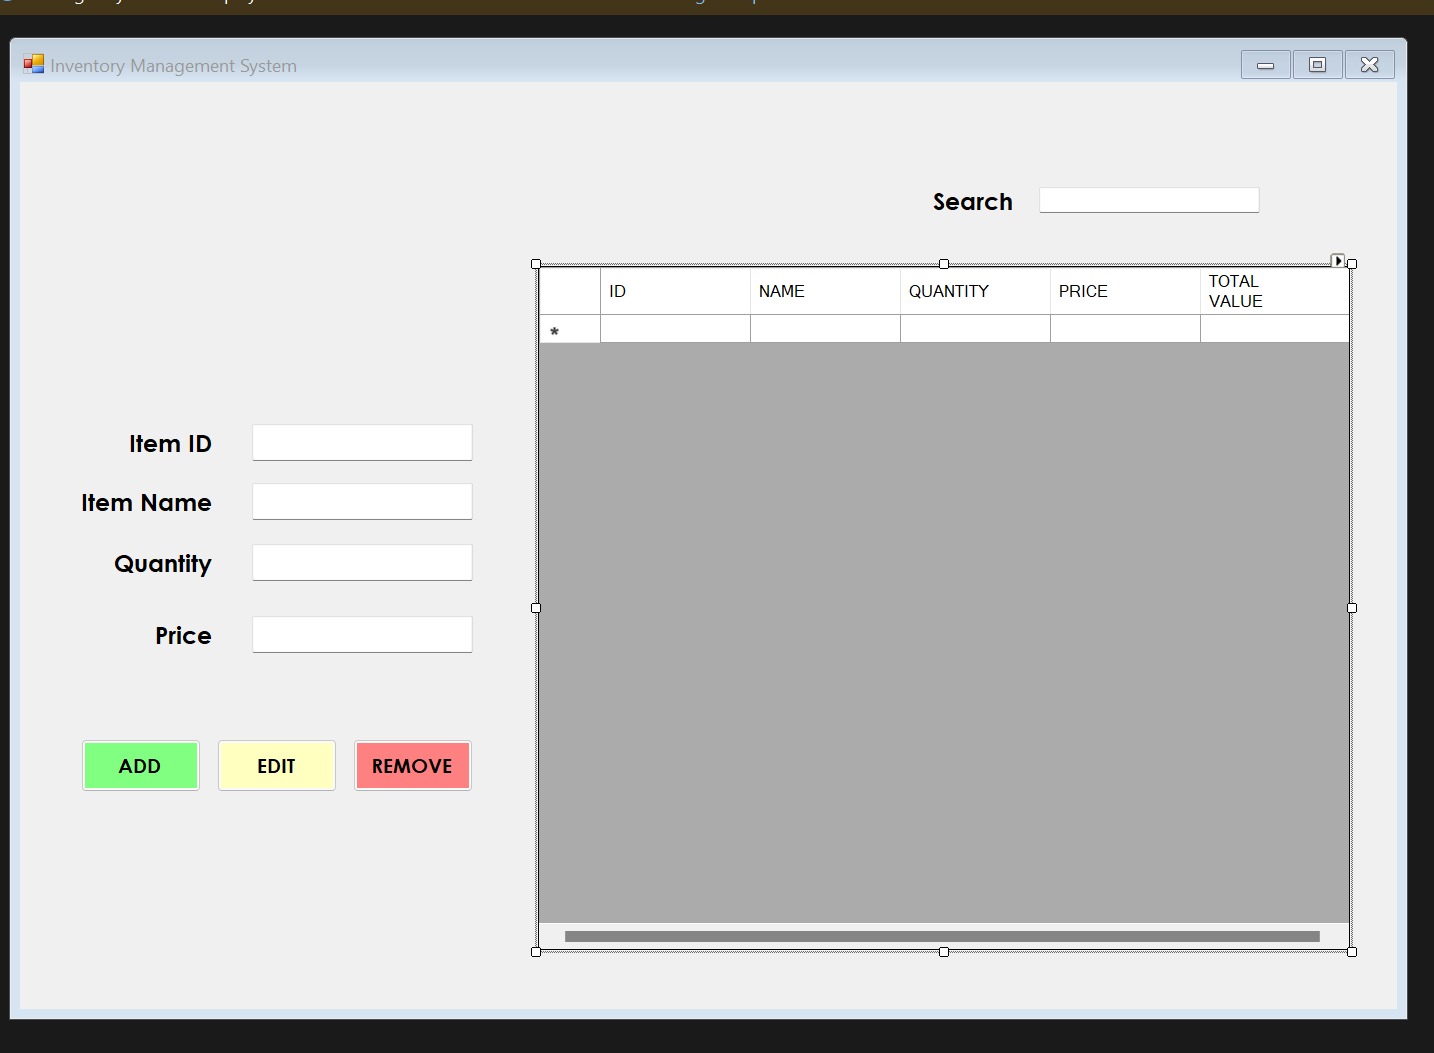 Inventory Management System
Search
ID NAME QUANTITY PRICE TOTAL VALUE
*
Item ID
Item Name
Quantity
Price
ADD EDIT REMOVE